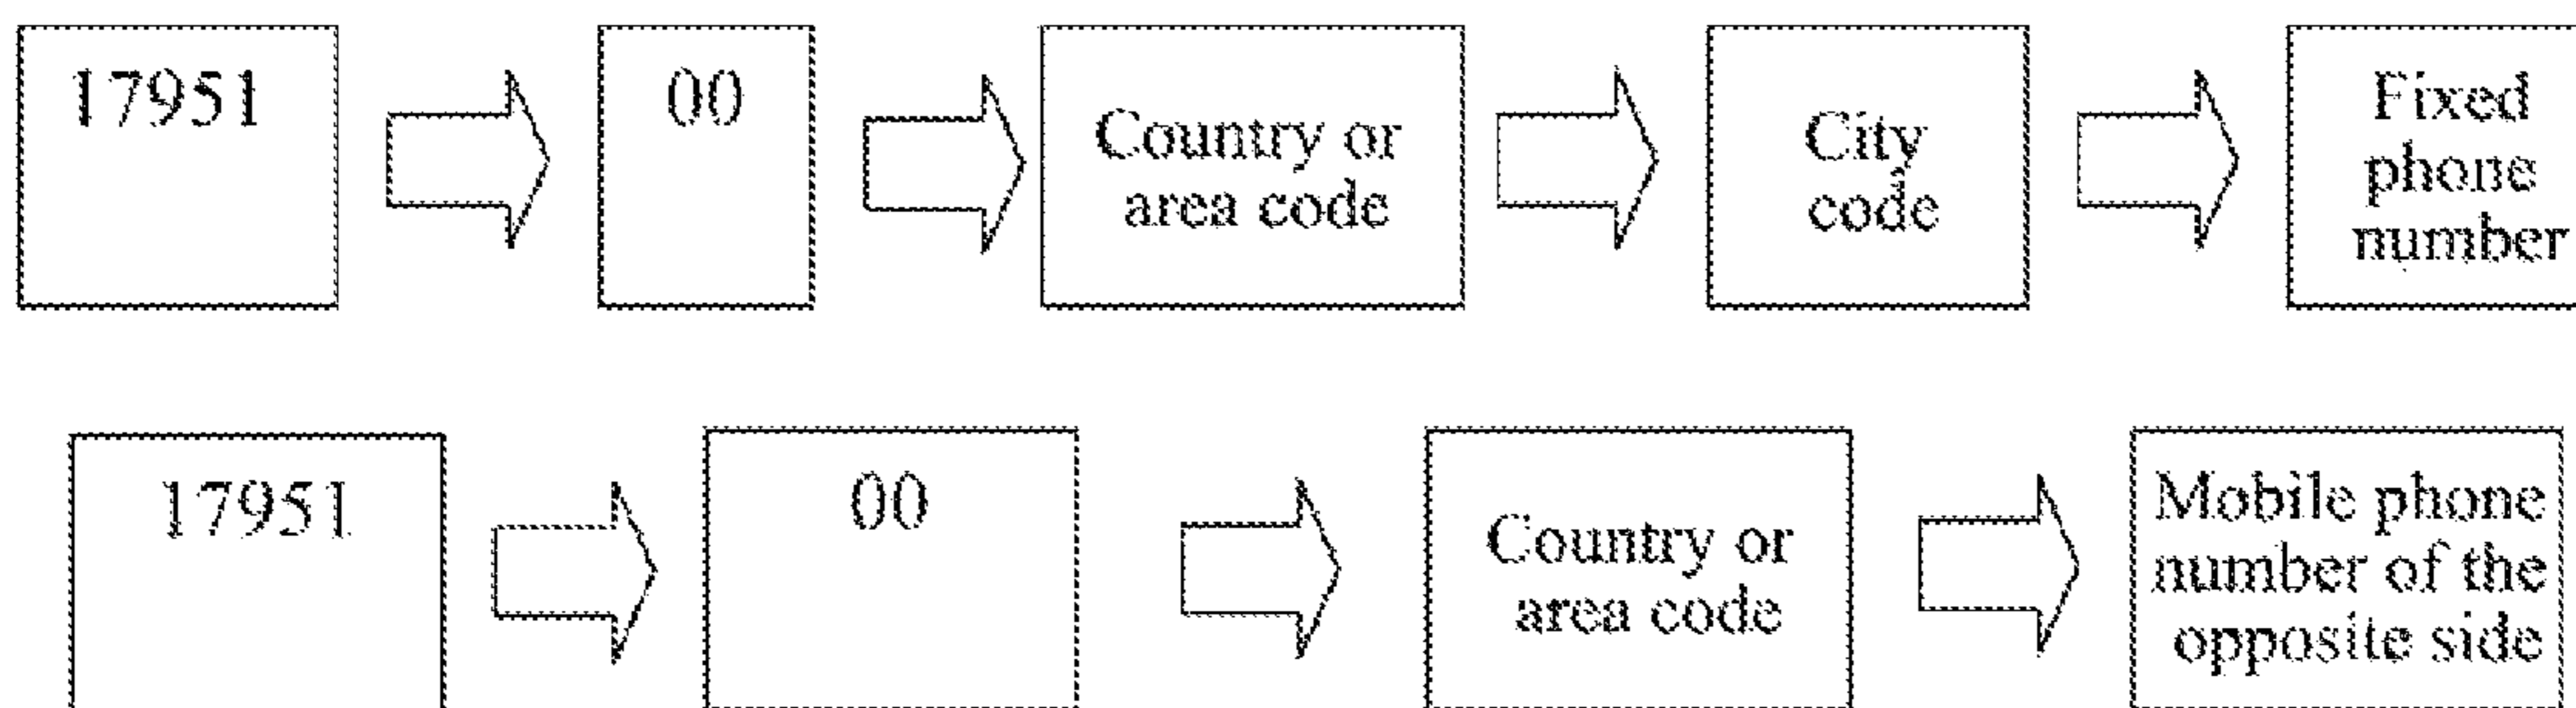 17951
00
Country or
area code
City
code
Fixed
phone
number
17951
00
Country or
area code
Mobile phone
number of the
opposite side